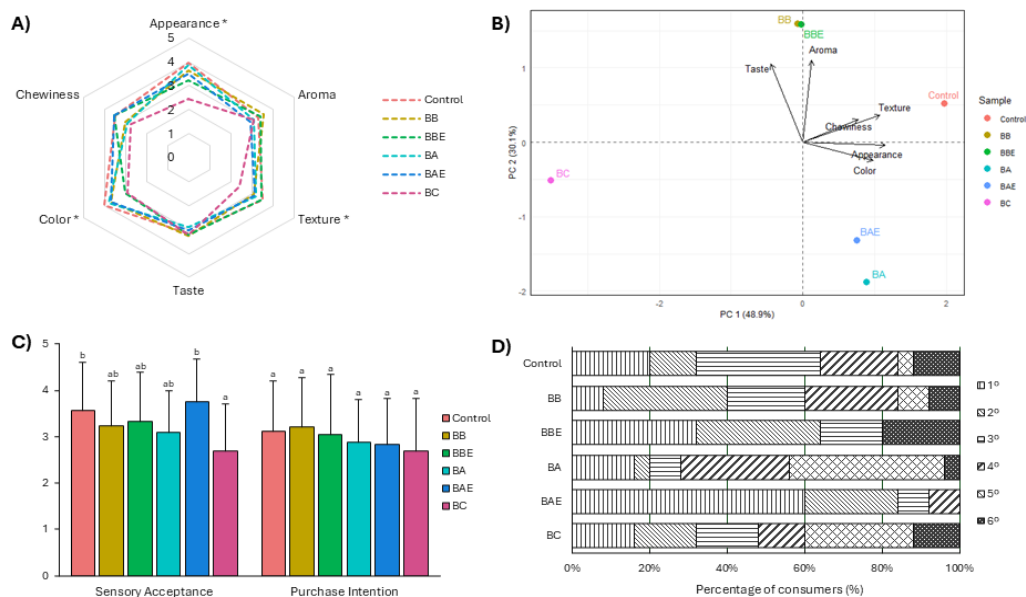 A)
Appearance *
5
4
3
2
1
0
Chewiness
Aroma
Color *
Texture *
Taste
Control
BB
BBE
BA
BAE
BC
B)
BB
BBE
Aroma
Taste
Texture
Control
Chawiness
Appearance
Color
BC
BAE
BA
1
0
-1
-2
PC 2 (30.1%)
-2
0
2
PC 1 (48.9%)
Sample
Control
BB
BBE
BA
BAE
BC
C)
5
4
3
2
1
0
b
ab
ab
ab
b
a
a
a
a
a
a
a
Sensory Acceptance
Purchase Intention
Control
BB
BBE
BA
BAE
BC
D)
Control
BB
BBE
BA
BAE
BC
0%
20%
40%
60%
80%
100%
Percentage of consumers (%)
1º
2º
3º
4º
5º
6º